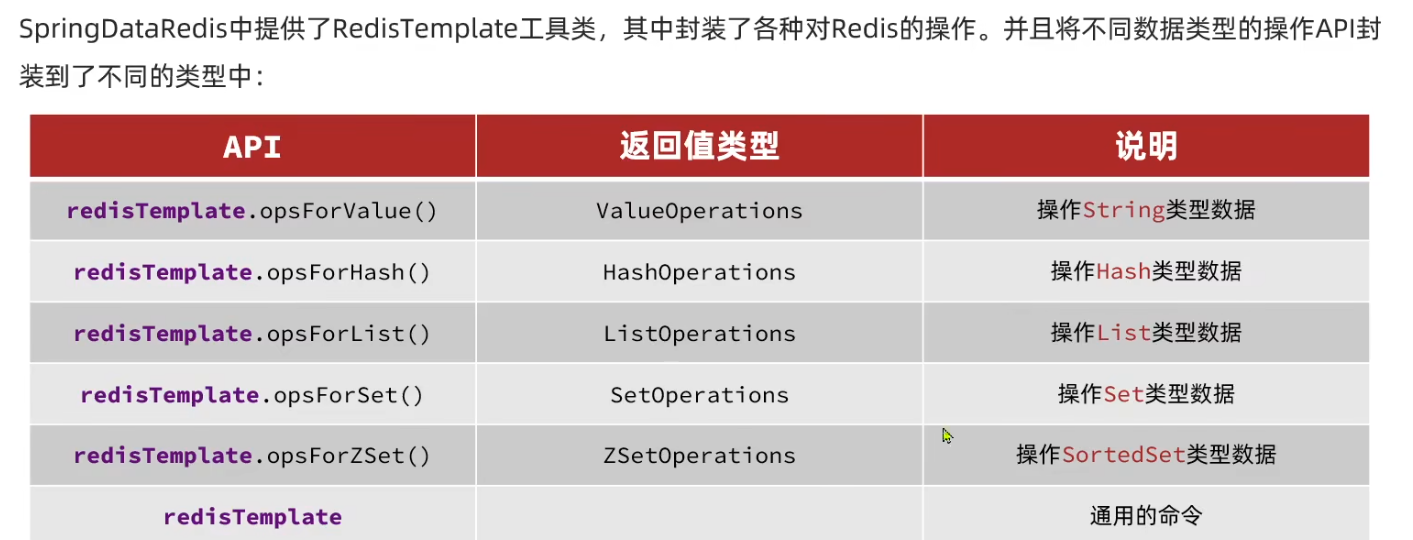 SpringDataRedis中提供了RedisTemplate工具类，其中封装了各种对Redis的操作。并且将不同数据类型的操作API封
装到了不同的类型中：
API 返回值类型 说明
redisTemplate.opsForValue() ValueOperations 操作String类型数据
redisTemplate.opsForHash() HashOperations 操作Hash类型数据
redisTemplate.opsForList() ListOperations 操作List类型数据
redisTemplate.opsForSet() SetOperations 操作Set类型数据
redisTemplate.opsForZSet() ZSetOperations 操作SortedSet类型数据
redisTemplate 通用的命令